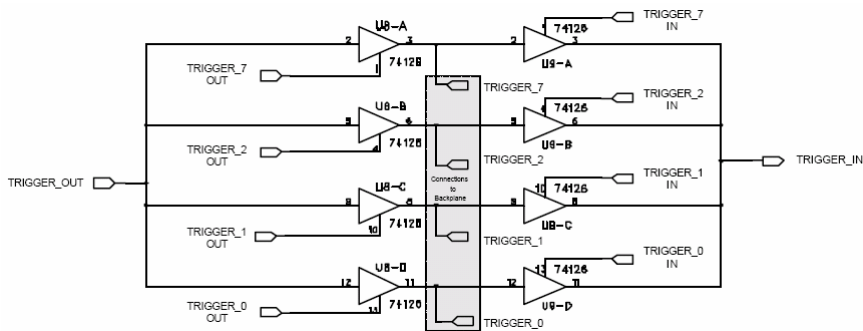 U8-A
TRIGGER_7
IN
2
3
2
74126
3
1
74126
U9-A
TRIGGER_7
OUT
TRIGGER_7
U8-B
TRIGGER_2
IN
5
6
5
74126
6
4
74126
U9-B
TRIGGER_2
OUT
TRIGGER_2
TRIGGER_IN
TRIGGER_OUT
Connections
to
Backplane
U8-C
TRIGGER_1
IN
9
8
9
10
74126
8
10
74126
U9-C
TRIGGER_1
OUT
TRIGGER_1
U8-D
TRIGGER_0
IN
12
11
12
13
74126
11
13
74126
U9-D
TRIGGER_0
OUT
TRIGGER_0